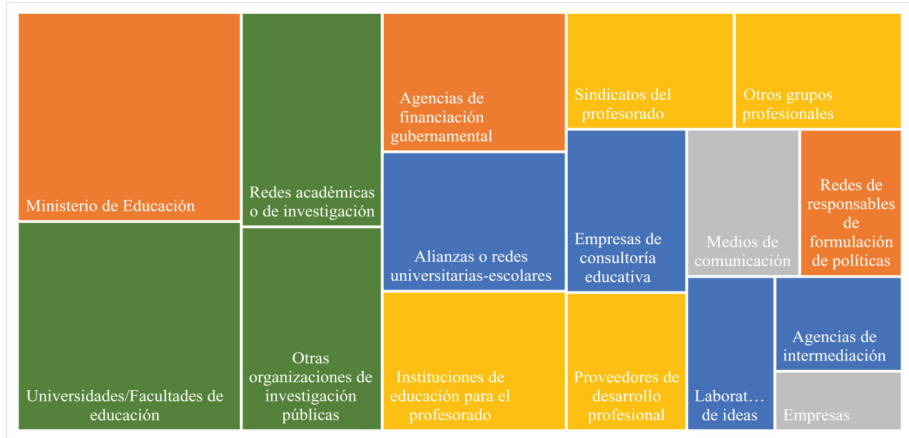 Ministerio de Educación
Universidades/Facultades de
educación
Redes académicas
o de investigación
Otras
organizaciones de
investigación
públicas
Agencias de
financiación
gubernamental
Alianzas o redes
universitarias-escolares
Instituciones de
educación para el
profesorado
Sindicatos del
profesorado
Otros grupos
profesionales
Empresas de
consultoría
educativa
Medios de
comunicación
Redes de
responsables
de
formulación
de políticas
Proveedores de
desarrollo
profesional
Laborat…
de ideas
Agencias de
intermediación
Empresas